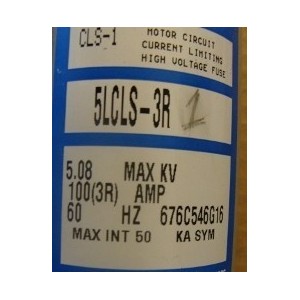 CLS-1
MOTOR CIRCUIT
CURRENT LIMITING
HIGH VOLTAGE FUSE
5LCLS-3R 1
5.08 MAX KV
100(3R) AMP
60 HZ 676C546G16
MAX INT 50 KA SYM